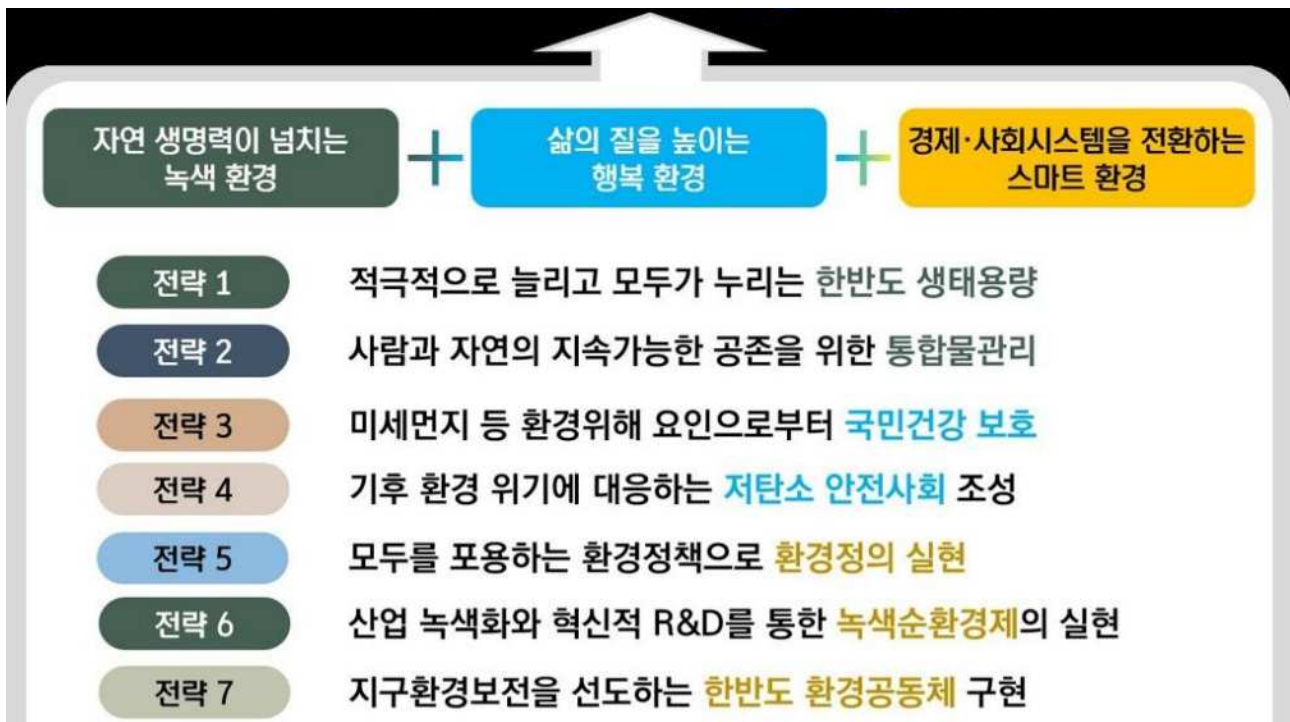 자연 생명력이 넘치는
녹색 환경
+
삶의 질을 높이는
행복 환경
+
경제·사회시스템을 전환하는
스마트 환경
전략 1 적극적으로 늘리고 모두가 누리는 한반도 생태용량
전략 2 사람과 자연의 지속가능한 공존을 위한 통합물관리
전략 3 미세먼지 등 환경위해 요인으로부터 국민건강 보호
전략 4 기후 환경 위기에 대응하는 저탄소 안전사회 조성
전략 5 모두를 포용하는 환경정책으로 환경정의 실현
전략 6 산업 녹색화와 혁신적 R&D를 통한 녹색순환경제의 실현
전략 7 지구환경보전을 선도하는 한반도 환경공동체 구현